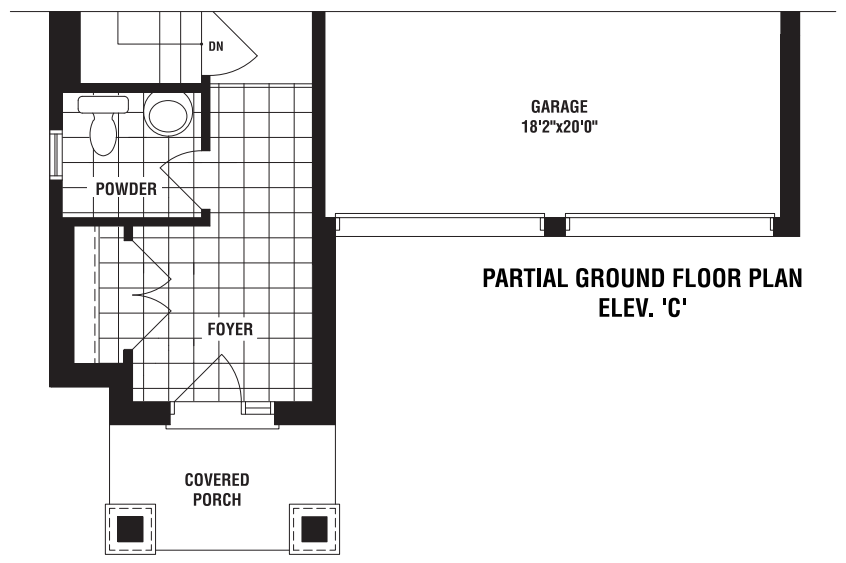 DN
GARAGE
18'2"x20'0"
POWDER
PARTIAL GROUND FLOOR PLAN
ELEV. 'C'
FOYER
COVERED
PORCH